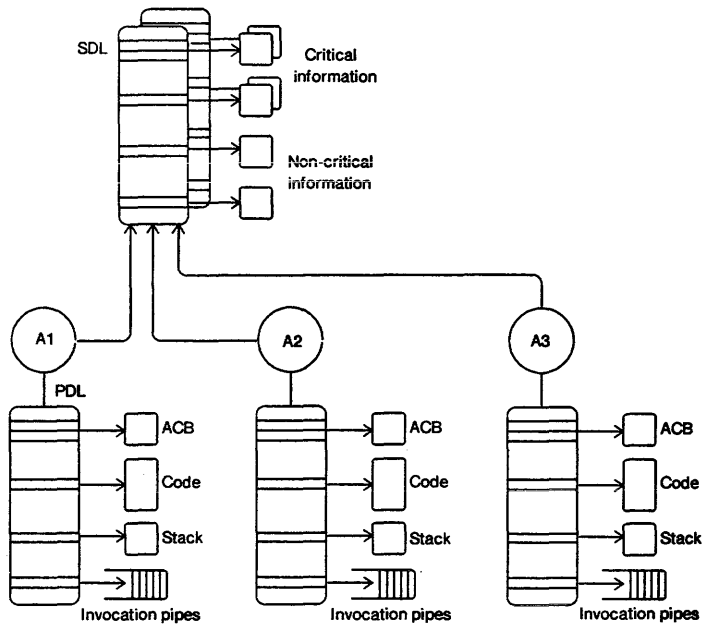 SDL
Critical
information
Non-critical
information
A1
A2
A3
PDL
ACB
Code
Stack
Invocation pipes
ACB
Code
Stack
Invocation pipes
ACB
Code
Stack
Invocation pipes